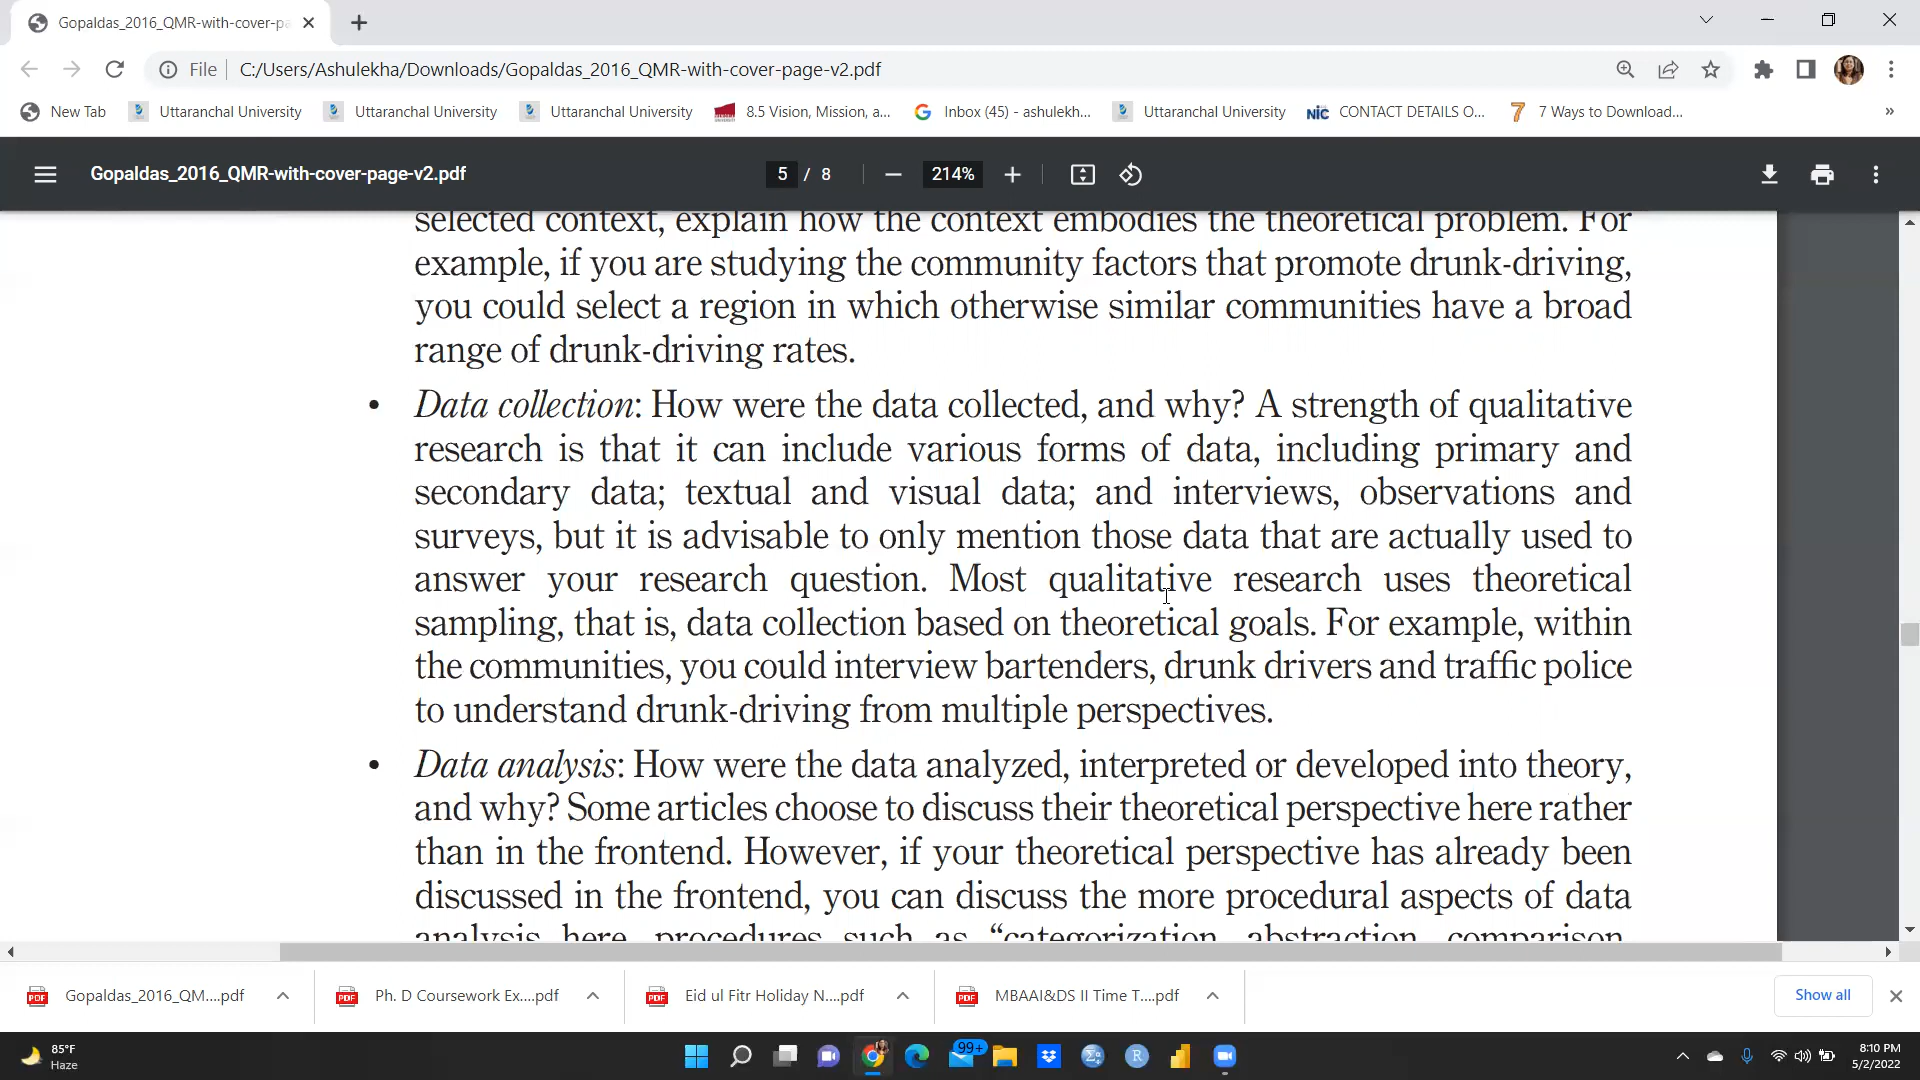 Gopaldas_2016_QMR-with-cover-pa
File C:/Users/Ashulekha/Downloads/Gopaldas_2016_QMR-with-cover-page-v2.pdf
New Tab Uttaranchal University Uttaranchal University Uttaranchal University 8.5 Vision, Mission, a... Inbox (45) - ashulekh... Uttaranchal University NIC CONTACT DETAILS O... 7 7 Ways to Download... »
Gopaldas_2016_QMR-with-cover-page-v2.pdf 5 / 8 214%
selected context, explain how the context embodies the theoretical problem. For
example, if you are studying the community factors that promote drunk-driving,
you could select a region in which otherwise similar communities have a broad
range of drunk-driving rates.
• Data collection: How were the data collected, and why? A strength of qualitative
research is that it can include various forms of data, including primary and
secondary data; textual and visual data; and interviews, observations and
surveys, but it is advisable to only mention those data that are actually used to
answer your research question. Most qualitative research uses theoretical
sampling, that is, data collection based on theoretical goals. For example, within
the communities, you could interview bartenders, drunk drivers and traffic police
to understand drunk-driving from multiple perspectives.
• Data analysis: How were the data analyzed, interpreted or developed into theory,
and why? Some articles choose to discuss their theoretical perspective here rather
than in the frontend. However, if your theoretical perspective has already been
discussed in the frontend, you can discuss the more procedural aspects of data
analysis here, procedures such as “categorization, abstraction, comparison,
Gopaldas_2016_QM....pdf Ph. D Coursework Ex....pdf Eid ul Fitr Holiday N....pdf MBAAI&DS II Time T....pdf Show all
85°F
Haze
99+
8:10 PM
5/2/2022